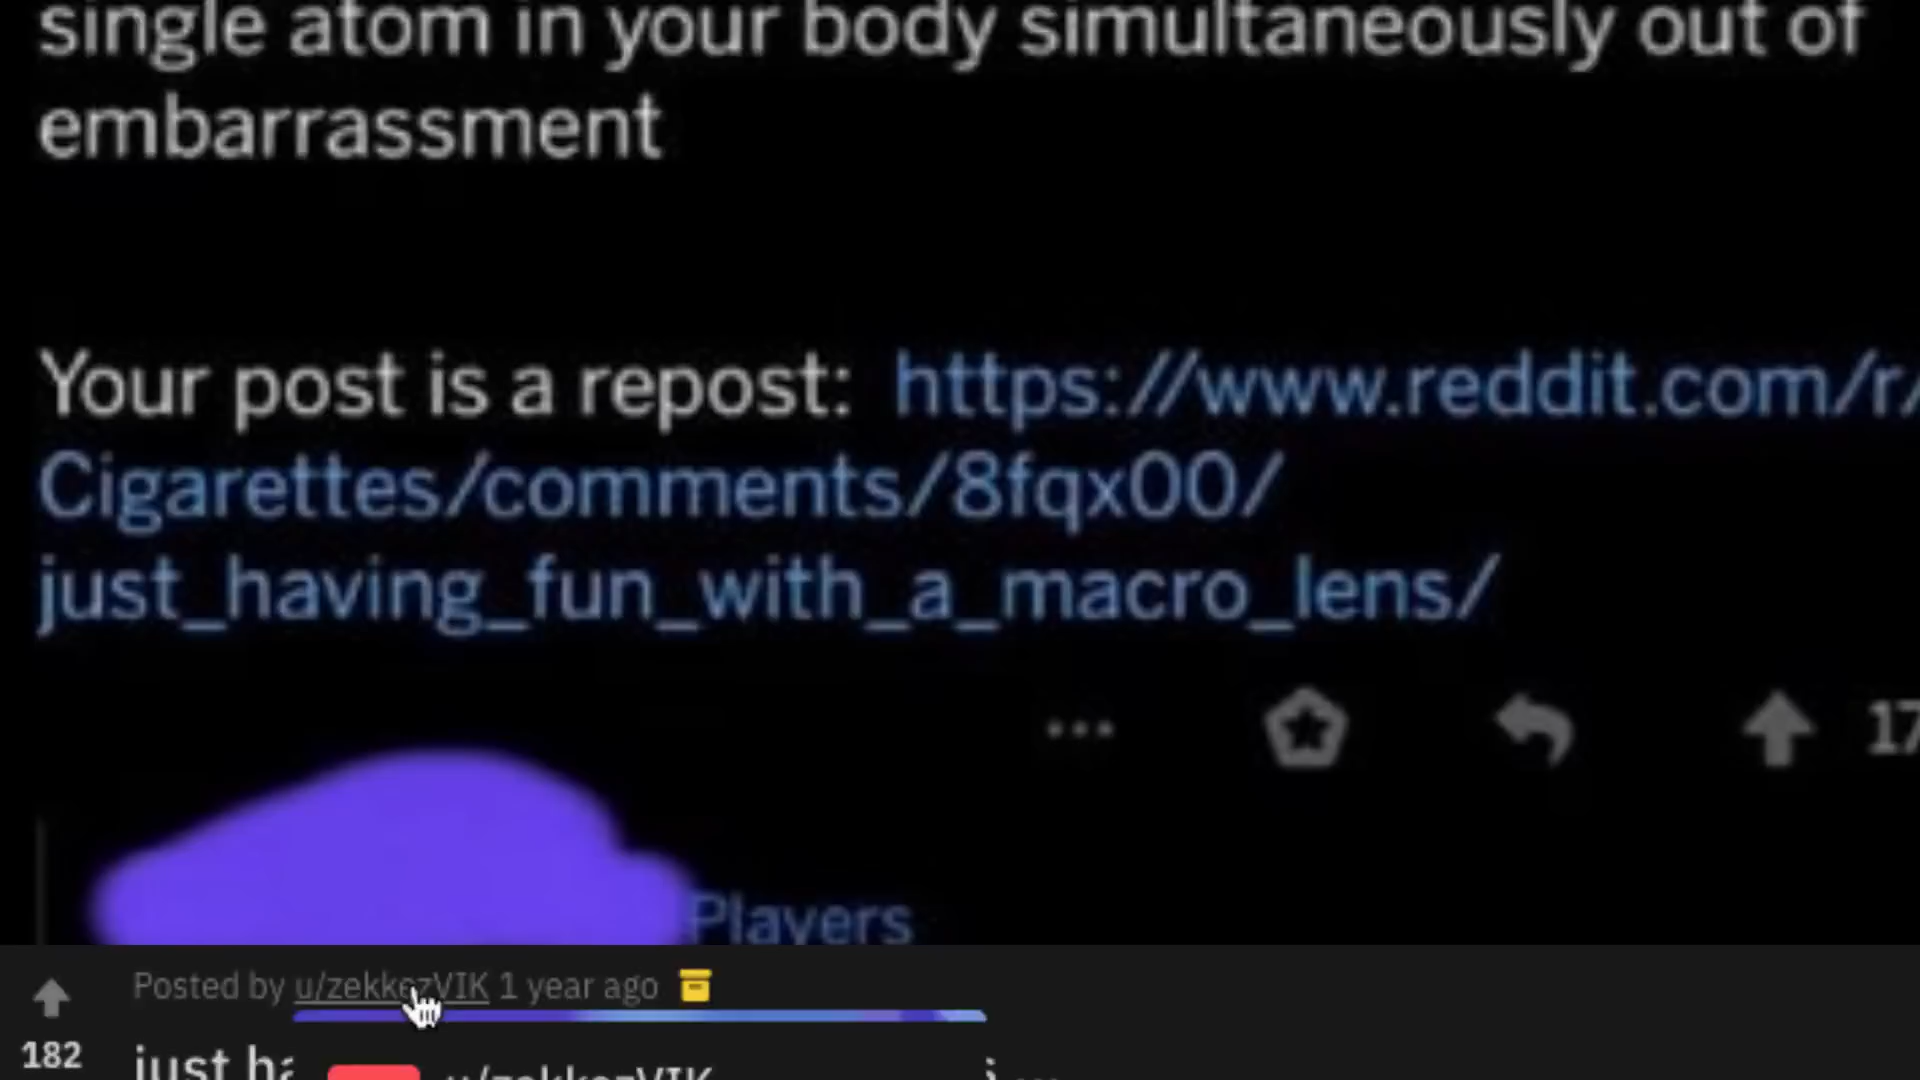 single atom in your body simultaneously out of
embarrassment
Your post is a repost: https://www.reddit.com/r/
Cigarettes/comments/8fqx00/
just_having_fun_with_a_macro_lens/
17
Players
Posted by u/zekkezVIK 1 year ago
182
just ha
u/zekkezVIK